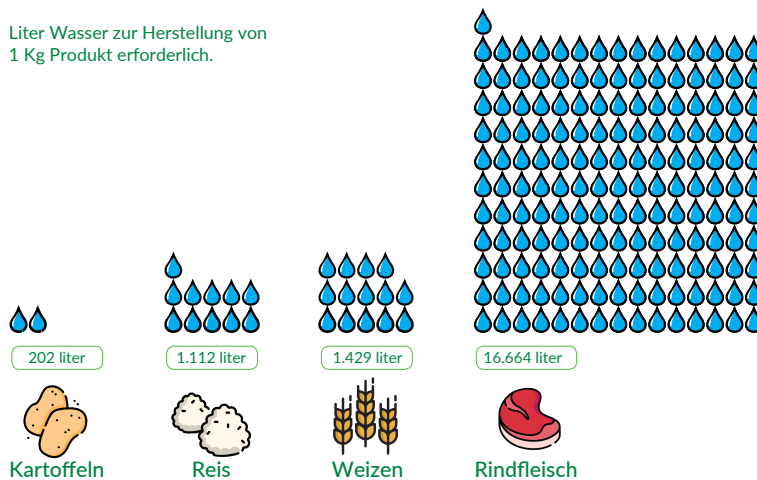 Liter Wasser zur Herstellung von
1 Kg Produkt erforderlich.
202 liter
1.112 liter
1.429 liter
16.664 liter
Kartoffeln
Reis
Weizen
Rindfleisch